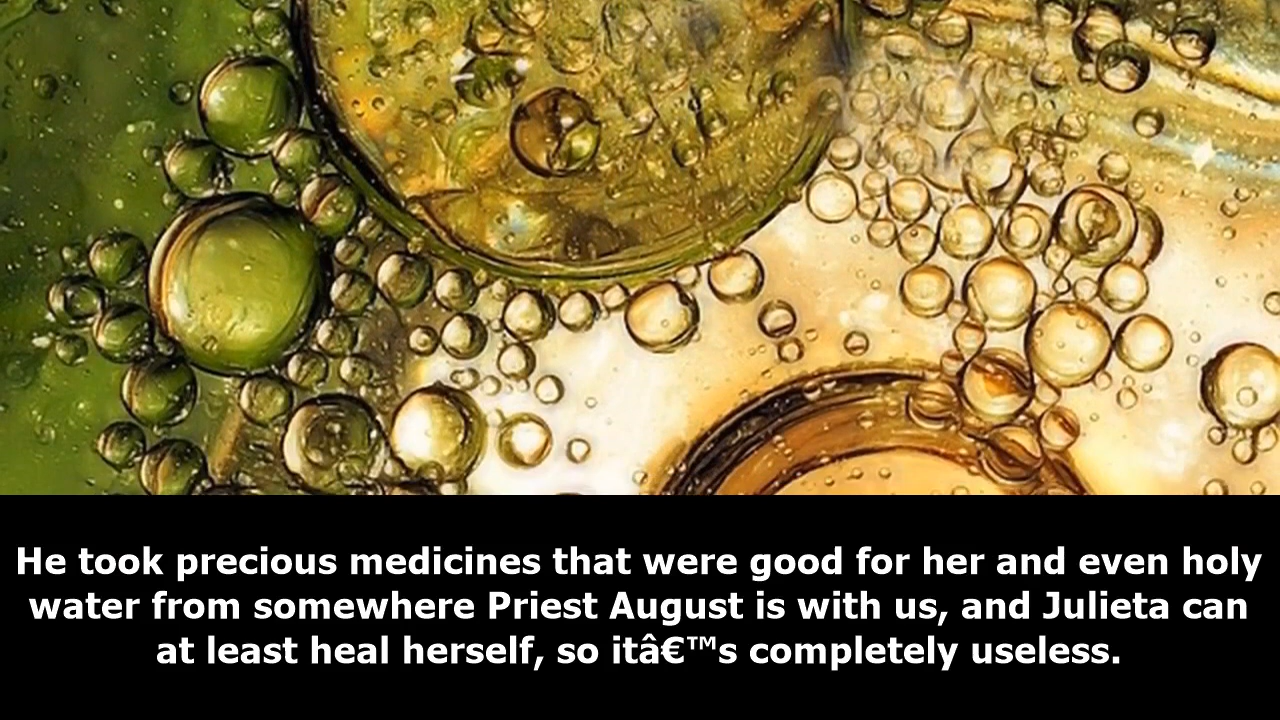 He took precious medicines that were good for her and even holy
water from somewhere Priest August is with us, and Julieta can
at least heal herself, so itâ€™s completely useless.